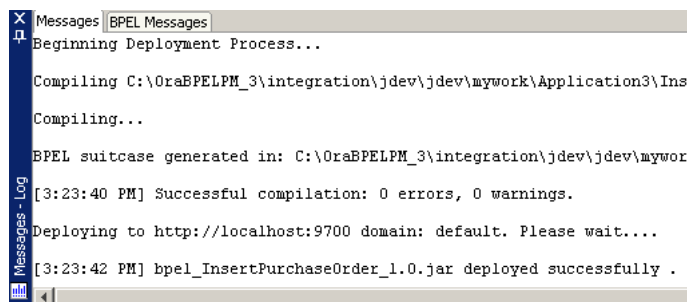 Messages BPEL Messages
Beginning Deployment Process...
Compiling C:\OraBPELPM_3\integration\jdev\jdev\mywork\Application3\Ins
Compiling...
BPEL suitcase generated in: C:\OraBPELPM_3\integration\jdev\jdev\mywor
[3:23:40 PM] Successful compilation: 0 errors, 0 warnings.
Deploying to http://localhost:9700 domain: default. Please wait....
[3:23:42 PM] bpel_InsertPurchaseOrder_1.0.jar deployed successfully .
Messages - Log